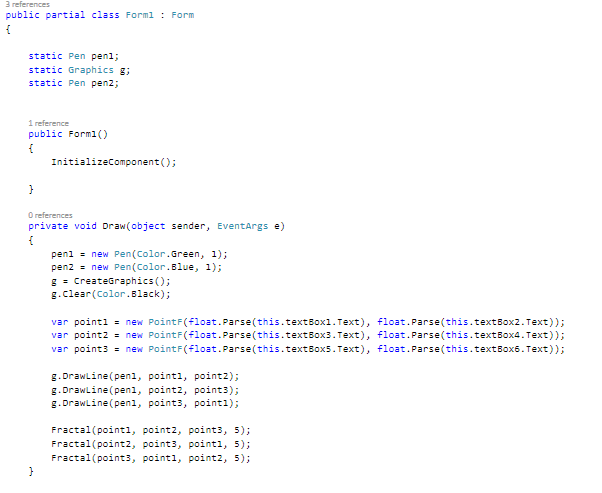 3 references
public partial class Form1 : Form
{
static Pen pen1;
static Graphics g;
static Pen pen2;
1 reference
public Form1()
{
InitializeComponent();
}
0 references
private void Draw(object sender, EventArgs e)
{
pen1 = new Pen(Color.Green, 1);
pen2 = new Pen(Color.Blue, 1);
g = CreateGraphics();
g.Clear(Color.Black);
var point1 = new PointF(float.Parse(this.textBox1.Text), float.Parse(this.textBox2.Text));
var point2 = new PointF(float.Parse(this.textBox3.Text), float.Parse(this.textBox4.Text));
var point3 = new PointF(float.Parse(this.textBox5.Text), float.Parse(this.textBox6.Text));
g.DrawLine(pen1, point1, point2);
g.DrawLine(pen1, point2, point3);
g.DrawLine(pen1, point3, point1);
Fractal(point1, point2, point3, 5);
Fractal(point2, point3, point1, 5);
Fractal(point3, point1, point2, 5);
}